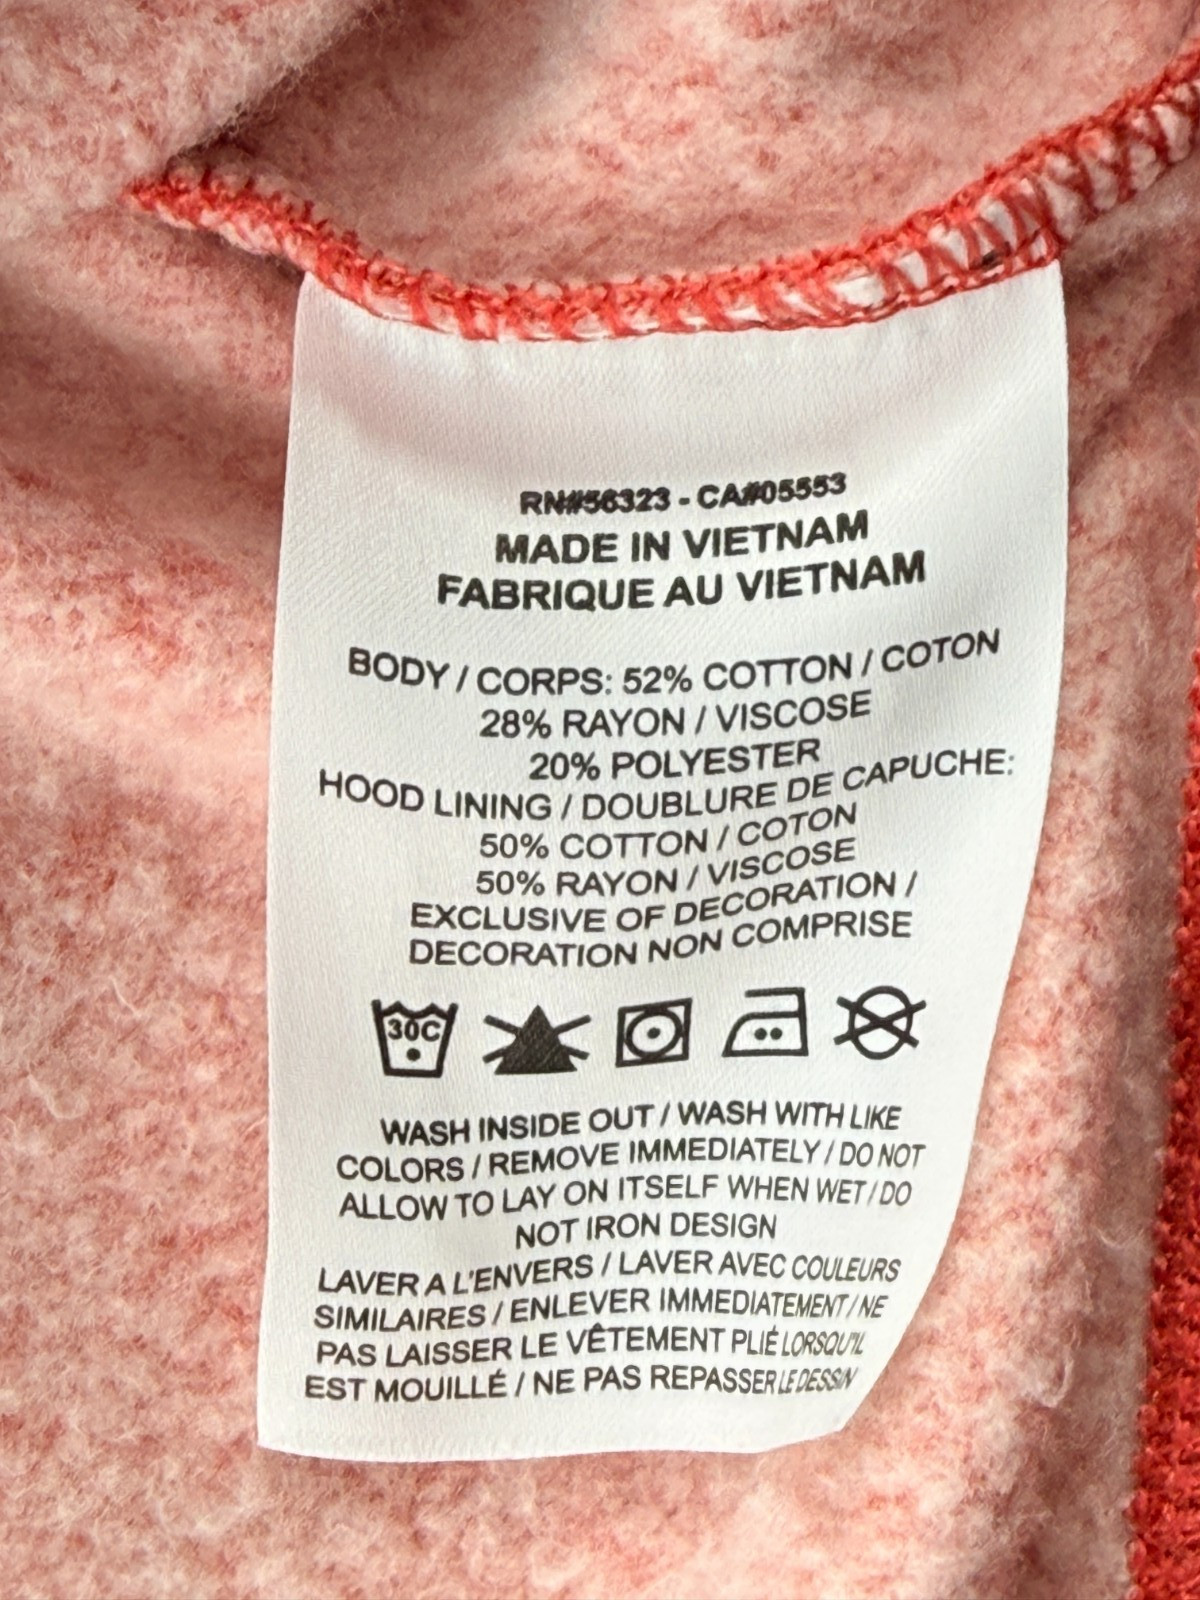 RN#56323 - CA#05553
MADE IN VIETNAM
FABRIQUE AU VIETNAM
BODY / CORPS: 52% COTTON / COTON
28% RAYON / VISCOSE
20% POLYESTER
HOOD LINING / DOUBLURE DE CAPUCHE:
50% COTTON / COTON
50% RAYON / VISCOSE
EXCLUSIVE OF DECORATION /
DECORATION NON COMPRISE
30C
WASH INSIDE OUT / WASH WITH LIKE
COLORS / REMOVE IMMEDIATELY / DO NOT
ALLOW TO LAY ON ITSELF WHEN WET / DO
NOT IRON DESIGN
LAVER A L'ENVERS / LAVER AVEC COULEURS
SIMILAIRES / ENLEVER IMMEDIATEMENT / NE
PAS LAISSER LE VÊTEMENT PLIÉ LORSQU'IL
EST MOUILLÉ / NE PAS REPASSER LE DESSIN